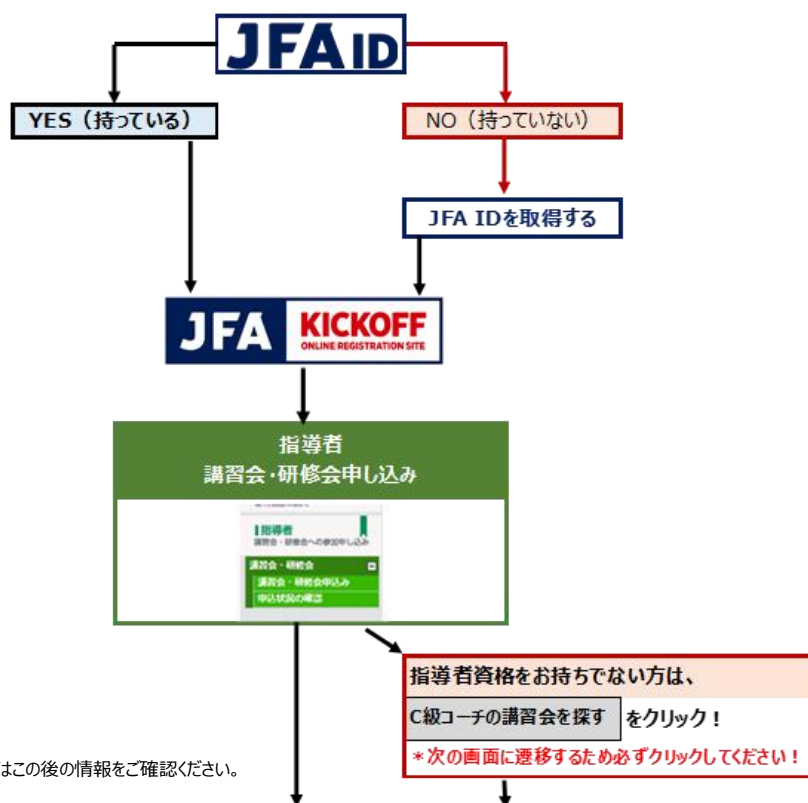 JFA ID
YES（持っている）
NO（持っていない）
JFA IDを取得する
JFA
KICKOFF
ONLINE REGISTRATION SITE
指導者
講習会・研修会申し込み
指導者
講習会・研修会への参加申し込み
講習会・研修会
講習会・研修会申込み
申込状況の確認
指導者資格をお持ちでない方は、
C級コーチの講習会を探す をクリック！
＊次の画面に遷移するため必ずクリックしてください！
はこの後の情報をご確認ください。